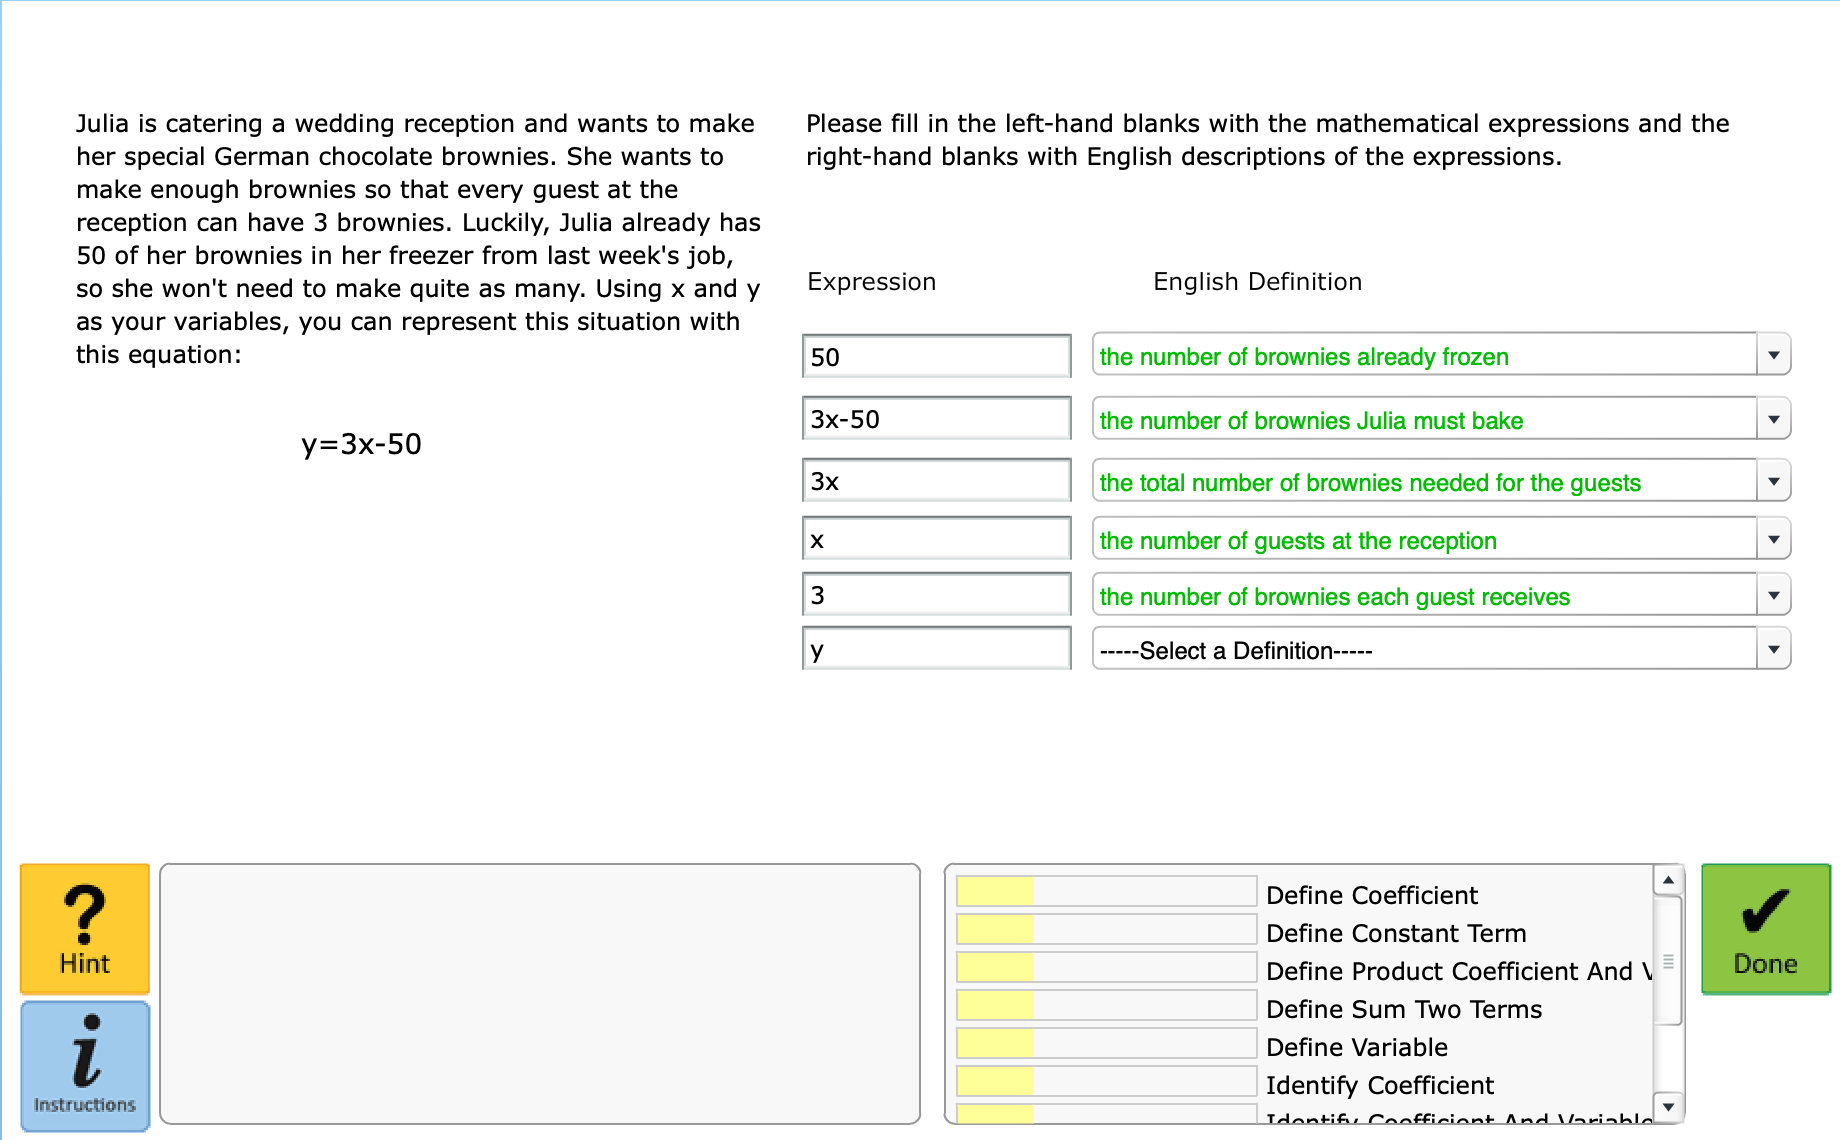 Julia is catering a wedding reception and wants to make
her special German chocolate brownies. She wants to
make enough brownies so that every guest at the
reception can have 3 brownies. Luckily, Julia already has
50 of her brownies in her freezer from last week's job,
so she won't need to make quite as many. Using x and y
as your variables, you can represent this situation with
this equation:
y=3x-50
Please fill in the left-hand blanks with the mathematical expressions and the
right-hand blanks with English descriptions of the expressions.
Expression English Definition
50 the number of brownies already frozen
3x-50 the number of brownies Julia must bake
3x the total number of brownies needed for the guests
x the number of guests at the reception
3 the number of brownies each guest receives
y -----Select a Definition-----
? Hint
i Instructions
Define Coefficient
Define Constant Term
Define Product Coefficient And
Define Sum Two Terms
Define Variable
Identify Coefficient
Identify Coefficient And Variable
Done